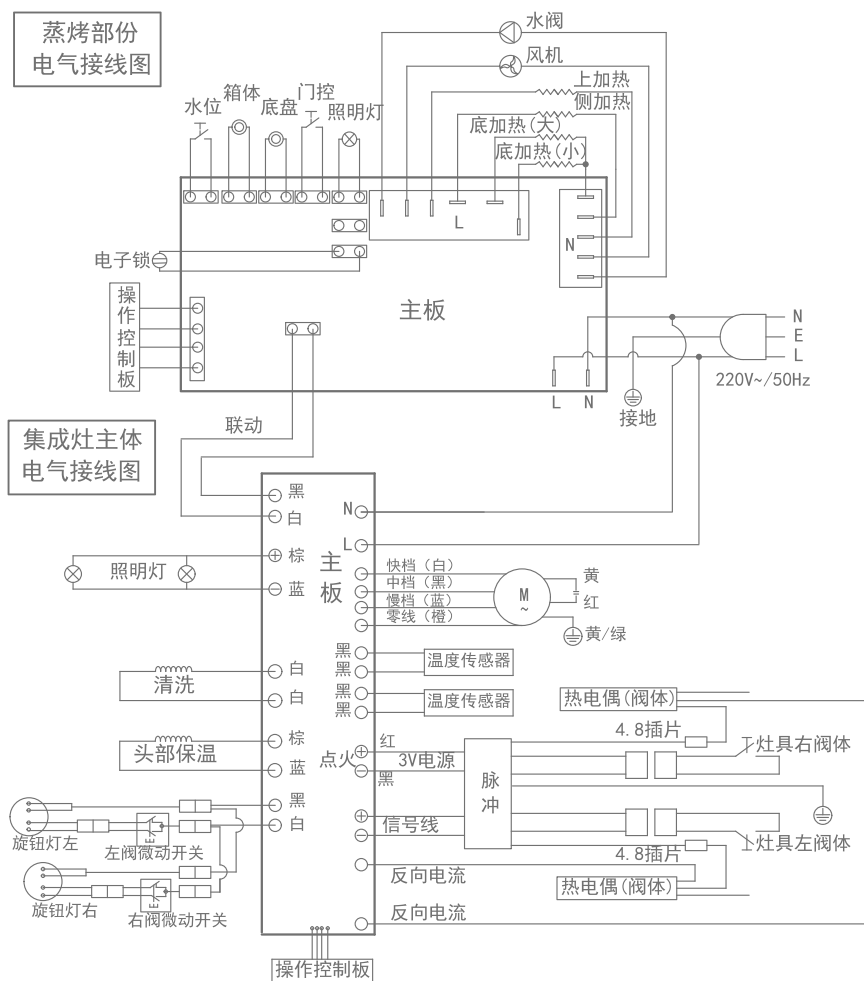 蒸烤部份
电气接线图
水阀
风机
上加热
侧加热
底加热(大)
底加热(小)
水位
箱体
底盘
门控
照明灯
L
N
电子锁
操作控制板
主板
N
E
L
220V~/50Hz
L
N
接地
联动
集成灶主体
电气接线图
黑
白
N
L
主板
棕
蓝
照明灯
快档（白）
中档（黑）
慢档（蓝）
零线（橙）
M
~
黄
红
黄/绿
黑
黑
温度传感器
黑
黑
温度传感器
白
清洗
白
棕
头部保温
蓝
点火
红
3V电源
黑
信号线
脉冲
热电偶(阀体)
4.8插片
灶具右阀体
灶具左阀体
4.8插片
热电偶(阀体)
反向电流
反向电流
黑
白
旋钮灯左
左阀微动开关
旋钮灯右
右阀微动开关
操作控制板